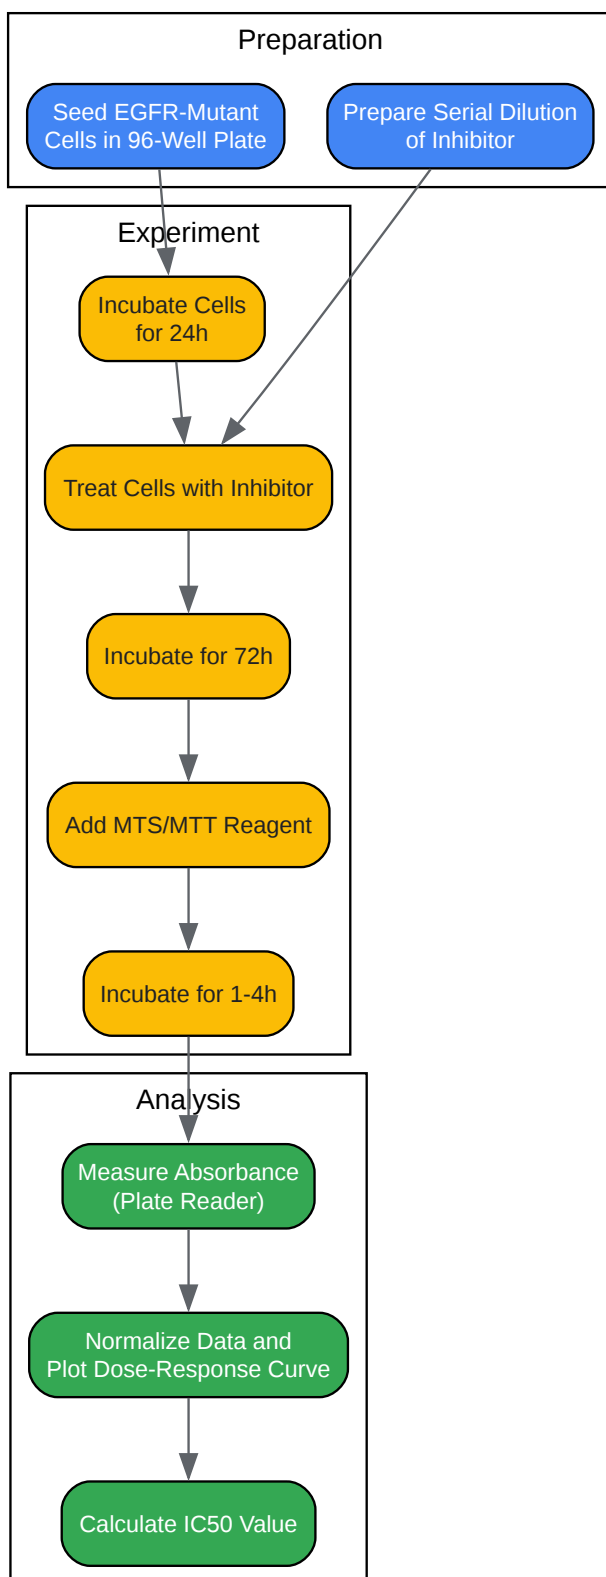 Preparation
Seed EGFR-Mutant
Cells in 96-Well Plate
Prepare Serial Dilution
of Inhibitor
Experiment
Incubate Cells
for 24h
Treat Cells with Inhibitor
Incubate for 72h
Add MTS/MTT Reagent
Incubate for 1-4h
Analysis
Measure Absorbance
(Plate Reader)
Normalize Data and
Plot Dose-Response Curve
Calculate IC50 Value